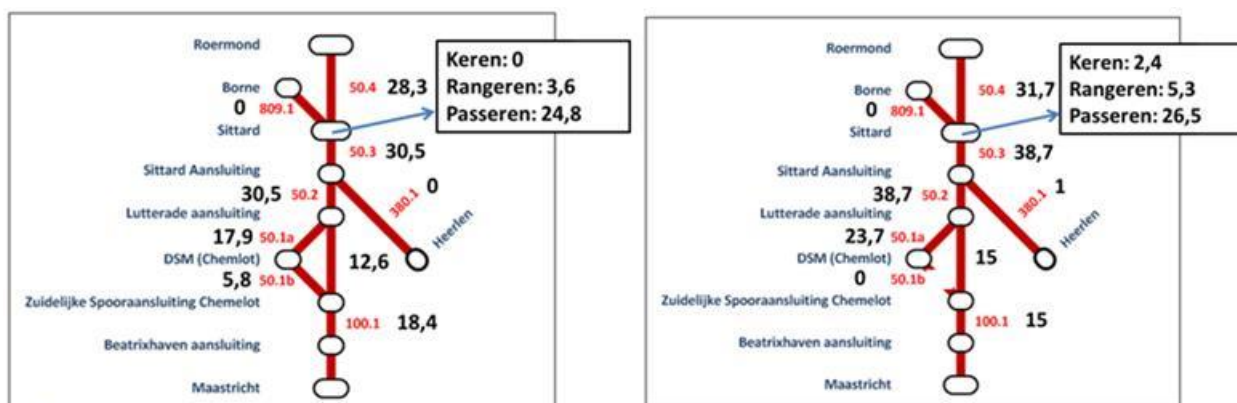 Roermond
Keren: 0
Rangeren: 3,6
Passeren: 24,8
Borne
50.4 28,3
0 809.1
Sittard
50.3 30,5
Sittard Aansluiting
0
30,5 50.2
380.1
Lutterade aansluiting
Heerlen
17,9 50.1a
DSM (Chemlot)
12,6
5,8 50.1b
Zuidelijke Spooraansluiting Chemelot
100.1 18,4
Beatrixhaven aansluiting
Maastricht
Roermond
Keren: 2,4
Rangeren: 5,3
Passeren: 26,5
Borne
50.4 31,7
0 809.1
Sittard
50.3 38,7
Sittard Aansluiting
1
38,7 50.2
380.1
Lutterade aansluiting
Heerlen
23,7 50.1a
DSM (Chemlot)
15
0 50.1b
Zuidelijke Spooraansluiting Chemelot
100.1 15
Beatrixhaven aansluiting
Maastricht